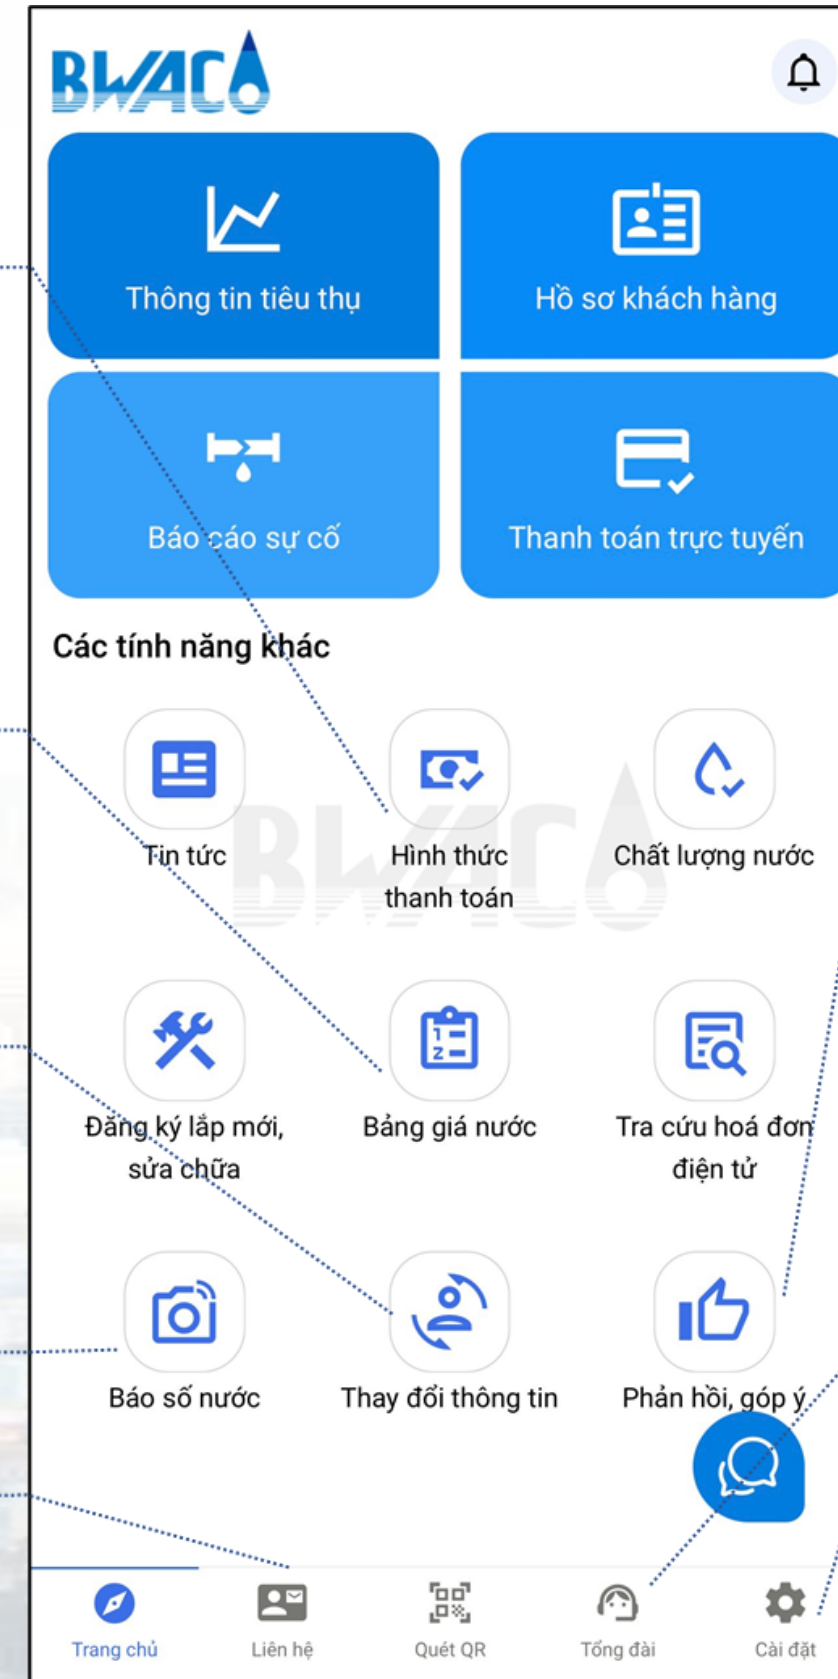 BWACO
Thông tin tiêu thụ
Hồ sơ khách hàng
Báo cáo sự cố
Thanh toán trực tuyến
Các tính năng khác
Tin tức
Hình thức
thanh toán
Chất lượng nước
BWACO
Đăng ký lắp mới,
sửa chữa
Bảng giá nước
Tra cứu hoá đơn
điện tử
Báo số nước
Thay đổi thông tin
Phản hồi, góp ý
Trang chủ
Liên hệ
Quét QR
Tổng đài
Cài đặt